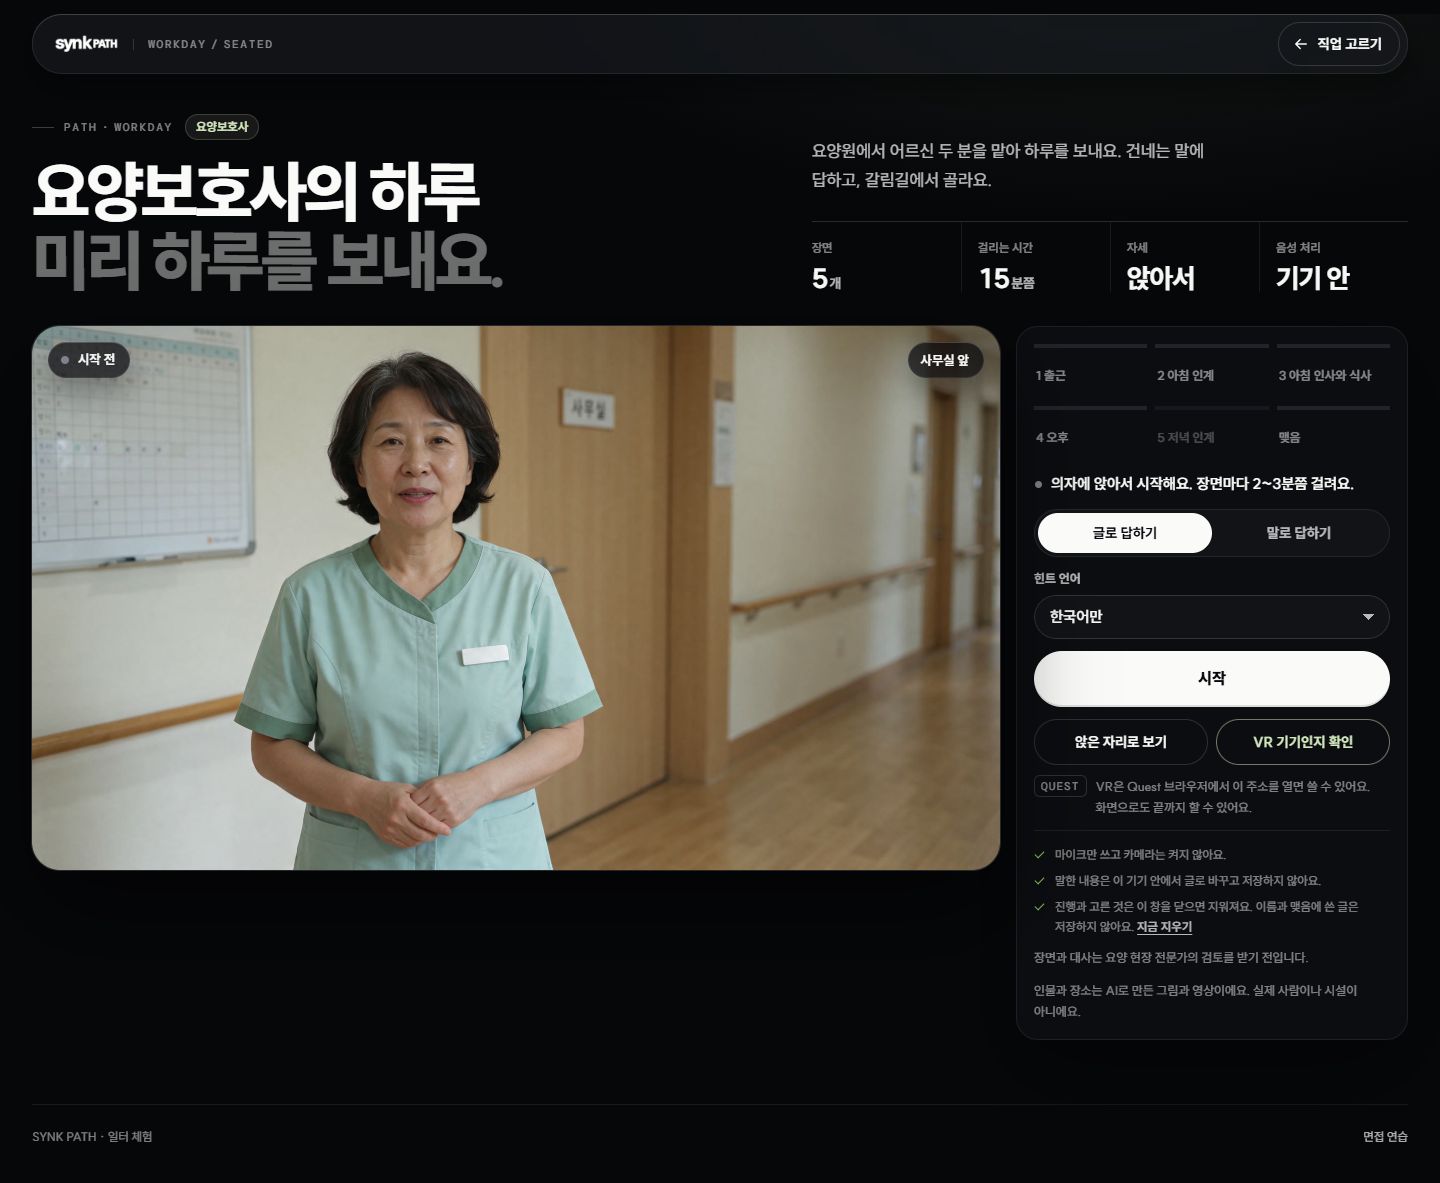 synk PATH
WORKDAY / SEATED
← 직업 고르기
PATH · WORKDAY
요양보호사
요양보호사의 하루
미리 하루를 보내요.
요양원에서 어르신 두 분을 맡아 하루를 보내요. 건네는 말에
답하고, 갈림길에서 골라요.
장면
5개
걸리는 시간
15분쯤
자세
앉아서
음성 처리
기기 안
시작 전
사무실 앞
사무실
1 출근
2 아침 인계
3 아침 인사와 식사
4 오후
5 저녁 인계
맺음
의자에 앉아서 시작해요. 장면마다 2~3분쯤 걸려요.
글로 답하기
말로 답하기
힌트 언어
한국어만
시작
앉은 자리로 보기
VR 기기인지 확인
QUEST
VR은 Quest 브라우저에서 이 주소를 열면 쓸 수 있어요.
화면으로도 끝까지 할 수 있어요.
마이크만 쓰고 카메라는 켜지 않아요.
말한 내용은 이 기기 안에서 글로 바꾸고 저장하지 않아요.
진행과 고른 것은 이 창을 닫으면 지워져요. 이름과 맺음에 쓴 글은
저장하지 않아요. 지금 지우기
장면과 대사는 요양 현장 전문가의 검토를 받기 전입니다.
인물과 장소는 AI로 만든 그림과 영상이에요. 실제 사람이나 시설이
아니에요.
SYNK PATH · 일터 체험
면접 연습